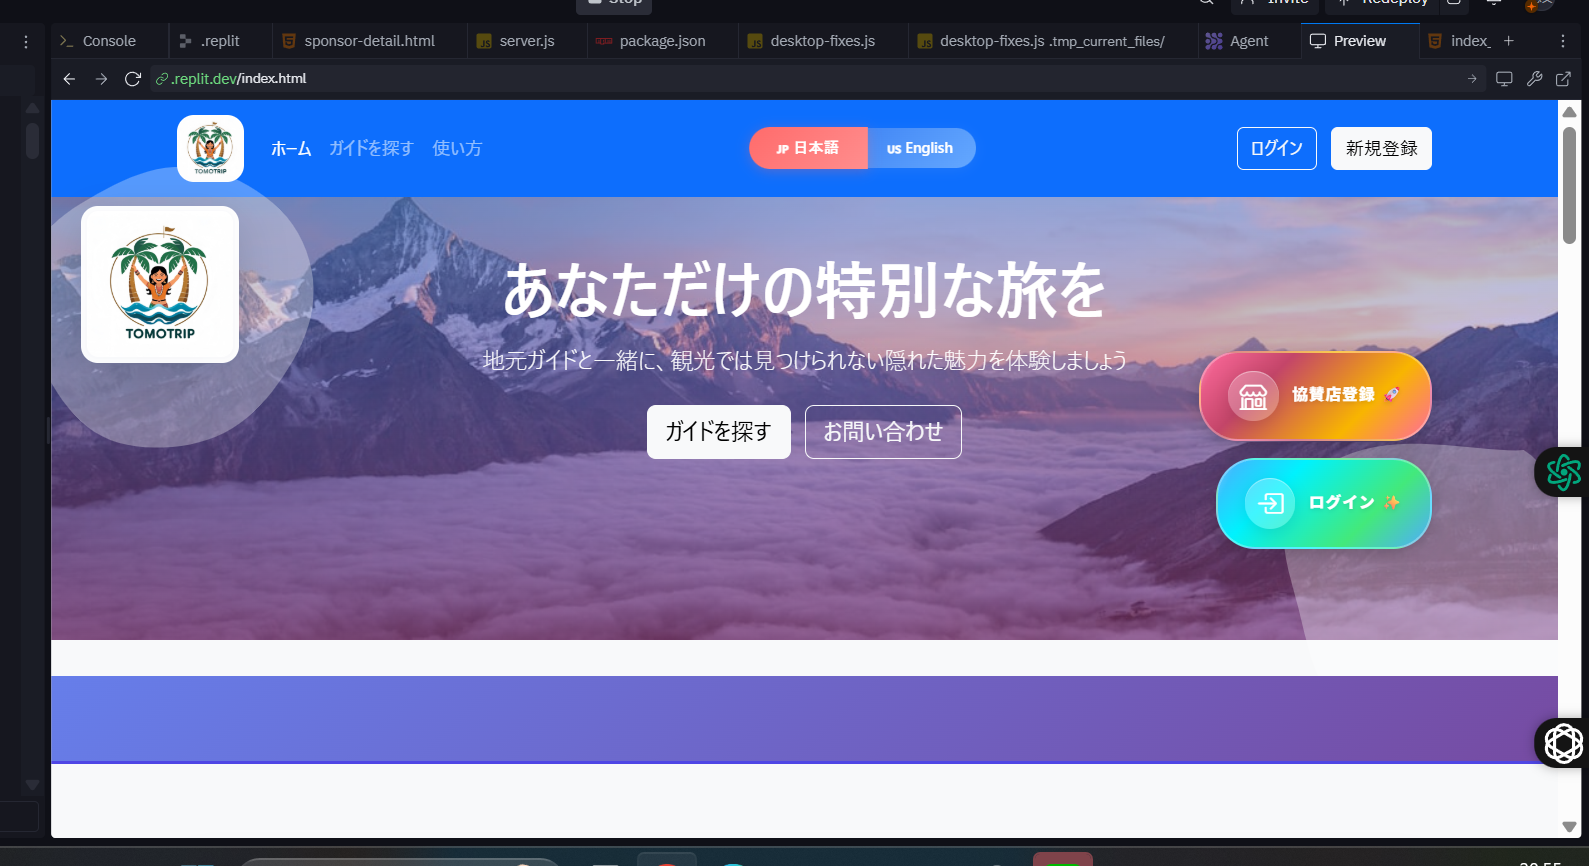 Stop
Invite
Redeploy
Console
.replit
sponsor-detail.html
server.js
package.json
desktop-fixes.js
desktop-fixes.js .tmp_current_files/
Agent
Preview
index_
.replit.dev/index.html
TOMOTRIP
ホーム
ガイドを探す
使い方
JP 日本語
US English
ログイン
新規登録
TOMOTRIP
あなただけの特別な旅を
地元ガイドと一緒に、観光では見つけられない隠れた魅力を体験しましょう
ガイドを探す
お問い合わせ
協賛店登録 🚀
ログイン ✨